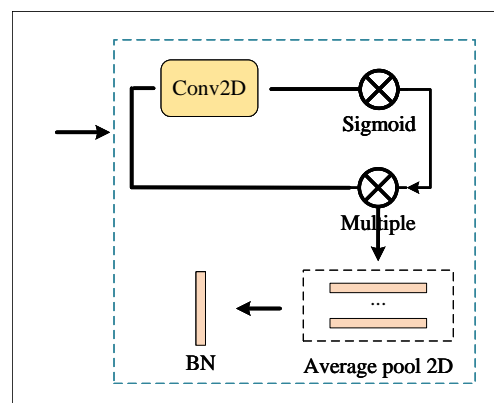 Conv2D
Sigmoid
Multiple
...
BN
Average pool 2D